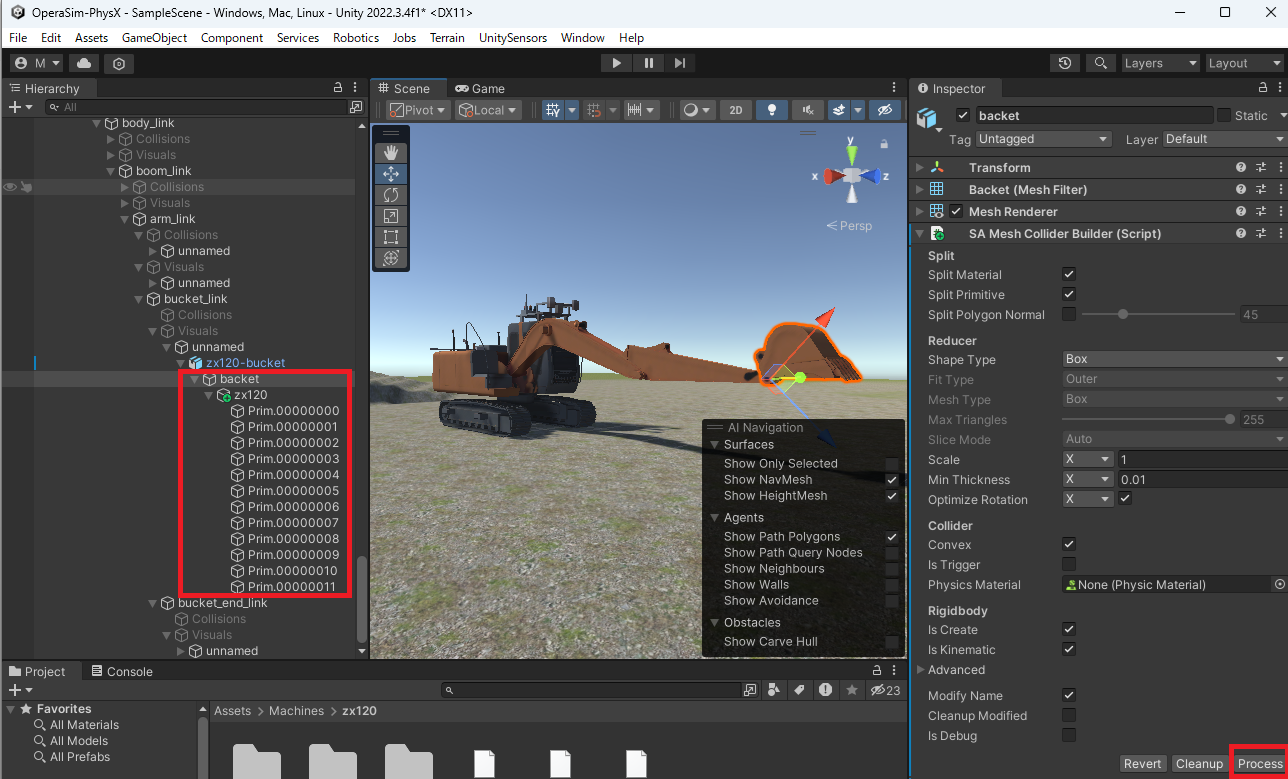 OperaSim-PhysX - SampleScene - Windows, Mac, Linux - Unity 2022.3.4f1* <DX11>
File Edit Assets GameObject Component Services Robotics Jobs Terrain UnitySensors Window Help
M Layers Layout
Hierarchy
All
body_link
Collisions
Visuals
boom_link
Collisions
Visuals
arm_link
Collisions
unnamed
Visuals
unnamed
bucket_link
Collisions
Visuals
unnamed
zx120-bucket
backet
zx120
Prim.00000000
Prim.00000001
Prim.00000002
Prim.00000003
Prim.00000004
Prim.00000005
Prim.00000006
Prim.00000007
Prim.00000008
Prim.00000009
Prim.00000010
Prim.00000011
bucket_end_link
Collisions
Visuals
unnamed
Scene Game
Pivot Local 2D
y
x z
Persp
AI Navigation
Surfaces
Show Only Selected
Show NavMesh
Show HeightMesh
Agents
Show Path Polygons
Show Path Query Nodes
Show Neighbours
Show Walls
Show Avoidance
Obstacles
Show Carve Hull
Inspector
backet Static
Tag Untagged Layer Default
Transform
Backet (Mesh Filter)
Mesh Renderer
SA Mesh Collider Builder (Script)
Split
Split Material
Split Primitive
Split Polygon Normal 45
Reducer
Shape Type Box
Fit Type Outer
Mesh Type Box
Max Triangles 255
Slice Mode Auto
Scale X 1
Min Thickness X 0.01
Optimize Rotation X
Collider
Convex
Is Trigger
Physics Material None (Physic Material)
Rigidbody
Is Create
Is Kinematic
Advanced
Modify Name
Cleanup Modified
Is Debug
Revert Cleanup Process
Project Console
23
Favorites
All Materials
All Models
All Prefabs
Assets > Machines > zx120